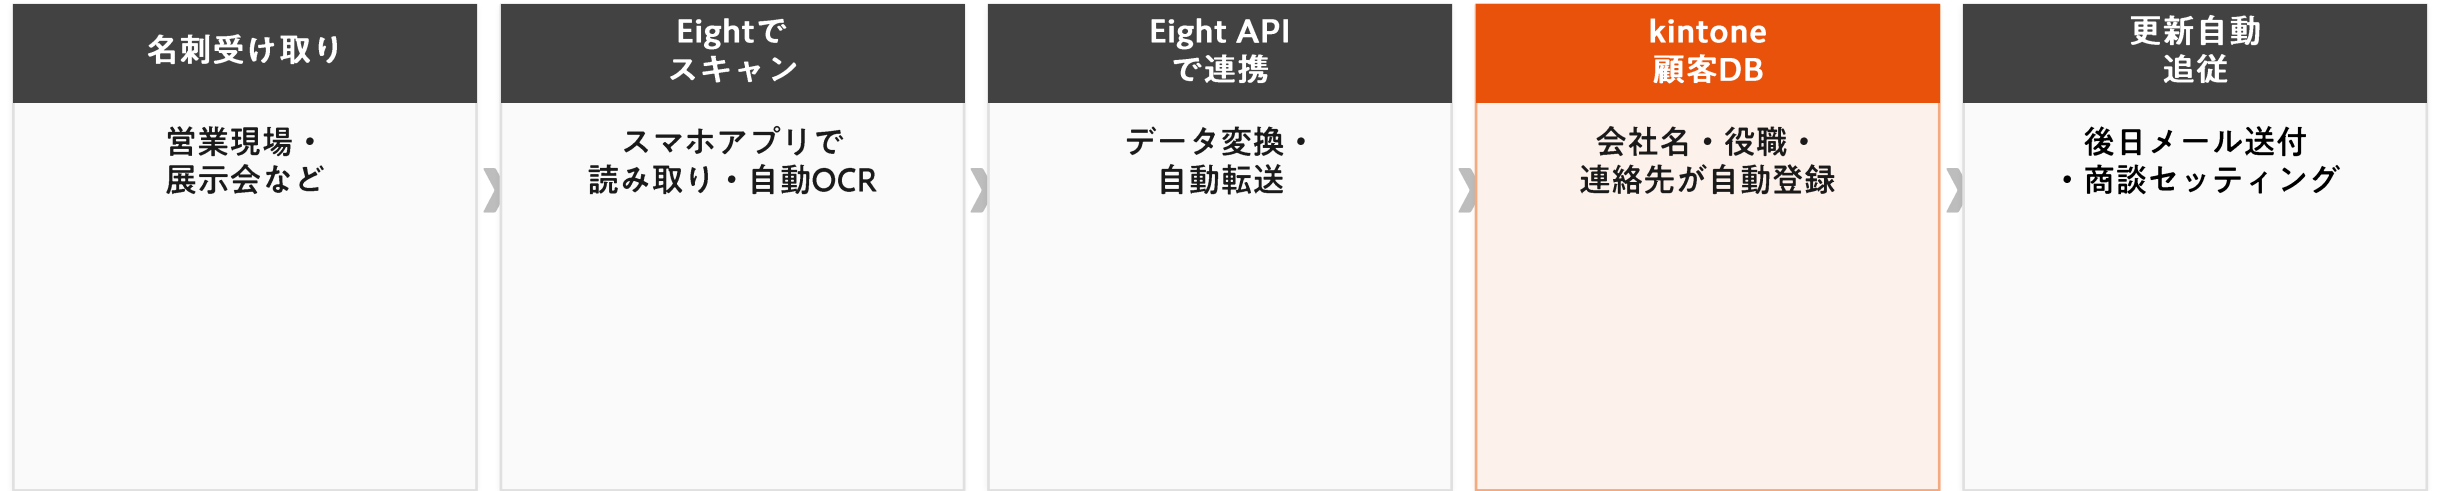 名刺受け取り
営業現場・
展示会など
Eightで
スキャン
スマホアプリで
読み取り・自動OCR
Eight API
で連携
データ変換・
自動転送
kintone
顧客DB
会社名・役職・
連絡先が自動登録
更新自動
追従
後日メール送付
・商談セッティング